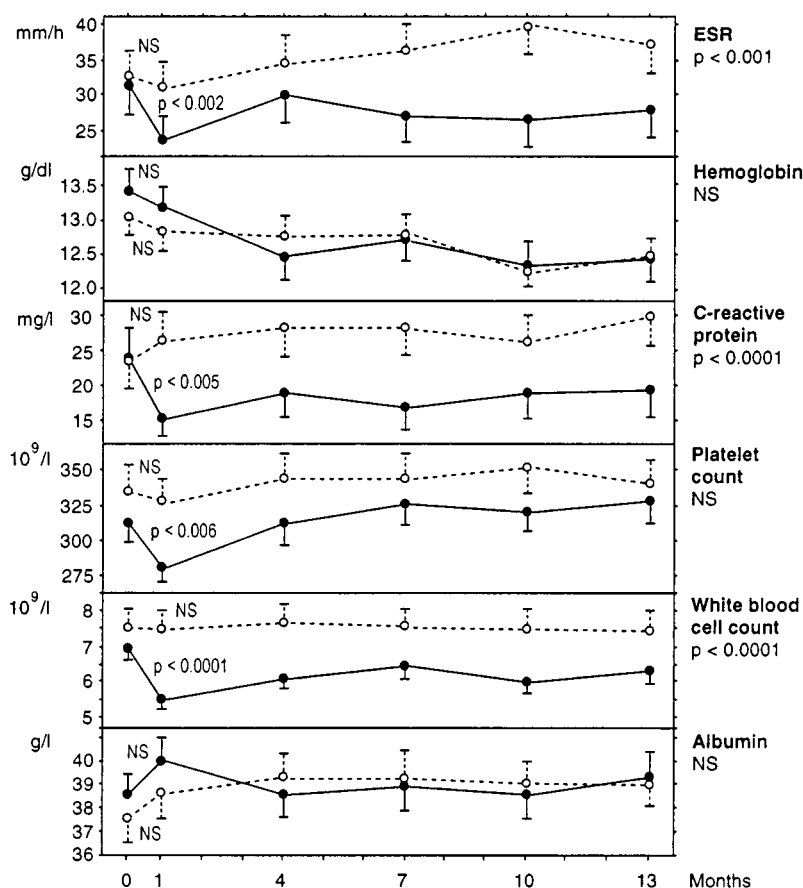 mm/h
40
35
30
25
NS
p < 0.002
ESR
p < 0.001
g/dl
13.5
13.0
12.5
12.0
NS
NS
Hemoglobin
NS
mg/l
30
25
20
15
NS
p < 0.005
C-reactive
protein
p < 0.0001
10⁹/l
350
325
300
275
NS
p < 0.006
Platelet
count
NS
10⁹/l
8
7
6
5
NS
p < 0.0001
White blood
cell count
p < 0.0001
g/l
40
39
38
37
36
NS
NS
Albumin
NS
0 1 4 7 10 13 Months